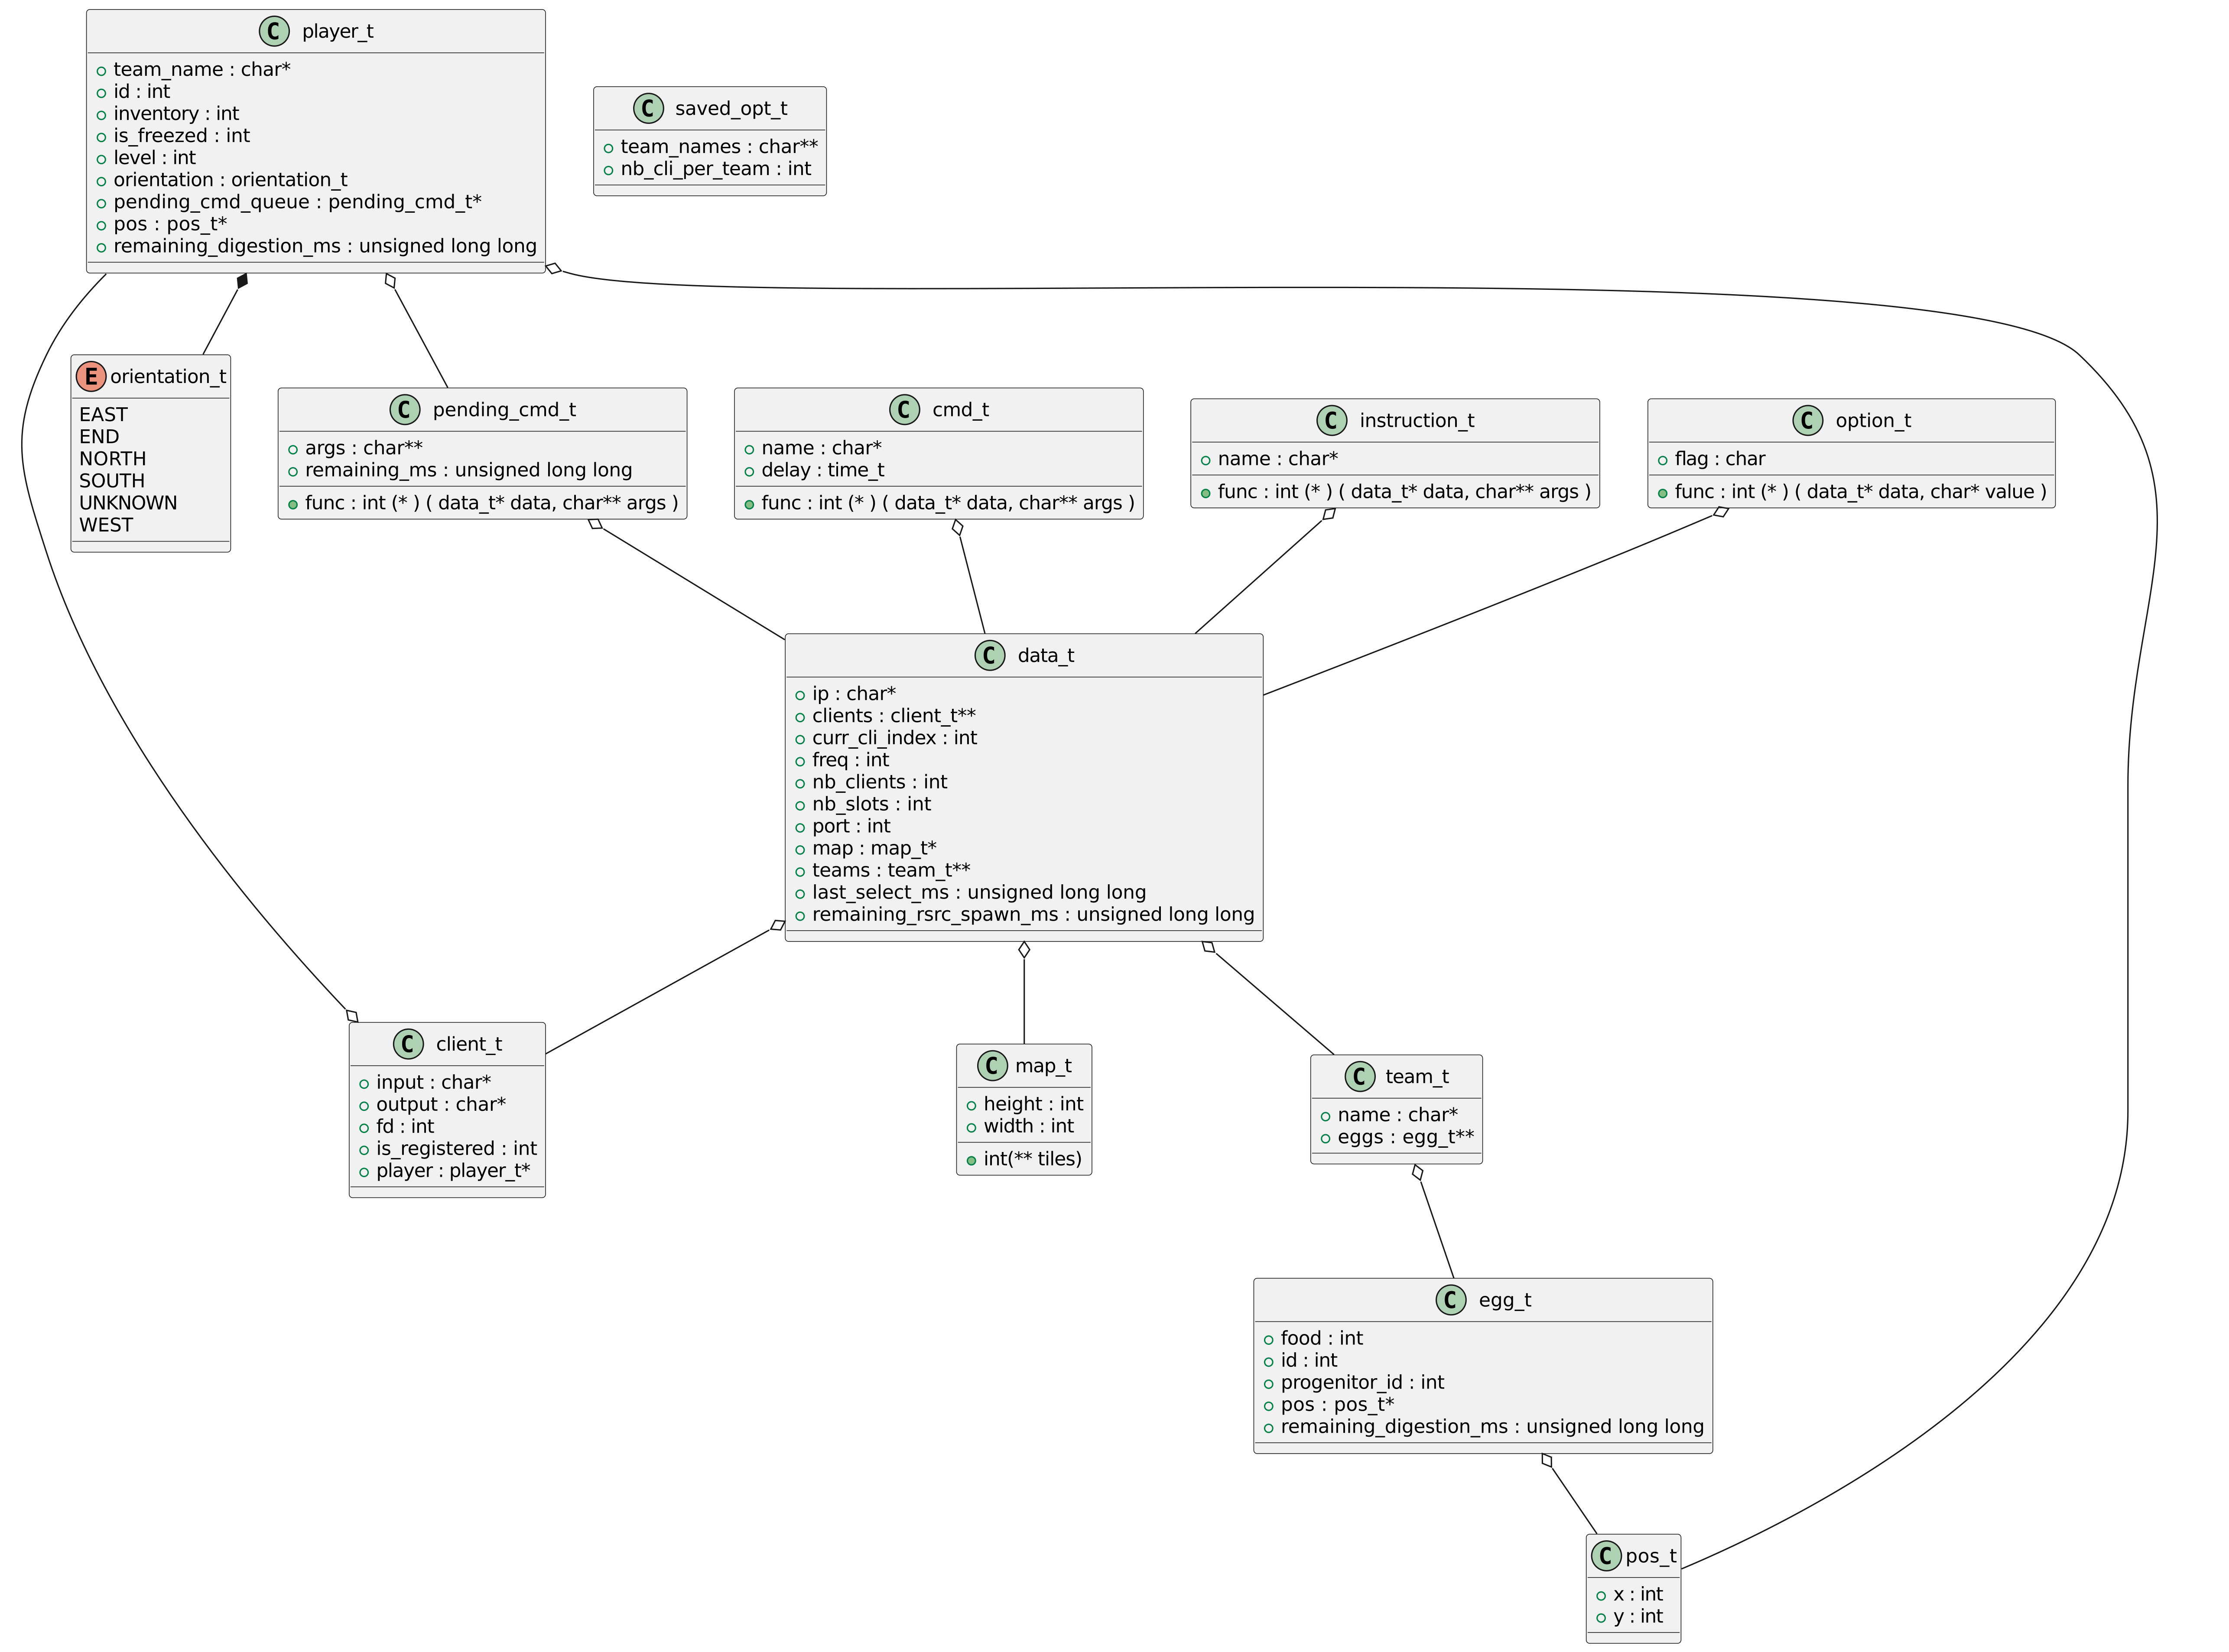 C player_t
team_name : char*
id : int
inventory : int
is_freezed : int
level : int
orientation : orientation_t
pending_cmd_queue : pending_cmd_t*
pos : pos_t*
remaining_digestion_ms : unsigned long long
C saved_opt_t
team_names : char**
nb_cli_per_team : int
E orientation_t
EAST
END
NORTH
SOUTH
UNKNOWN
WEST
C pending_cmd_t
args : char**
remaining_ms : unsigned long long
func : int (* ) ( data_t* data, char** args )
C cmd_t
name : char*
delay : time_t
func : int (* ) ( data_t* data, char** args )
C instruction_t
name : char*
func : int (* ) ( data_t* data, char** args )
C option_t
flag : char
func : int (* ) ( data_t* data, char* value )
C data_t
ip : char*
clients : client_t**
curr_cli_index : int
freq : int
nb_clients : int
nb_slots : int
port : int
map : map_t*
teams : team_t**
last_select_ms : unsigned long long
remaining_rsrc_spawn_ms : unsigned long long
C client_t
input : char*
output : char*
fd : int
is_registered : int
player : player_t*
C map_t
height : int
width : int
int(** tiles)
C team_t
name : char*
eggs : egg_t**
C egg_t
food : int
id : int
progenitor_id : int
pos : pos_t*
remaining_digestion_ms : unsigned long long
C pos_t
x : int
y : int